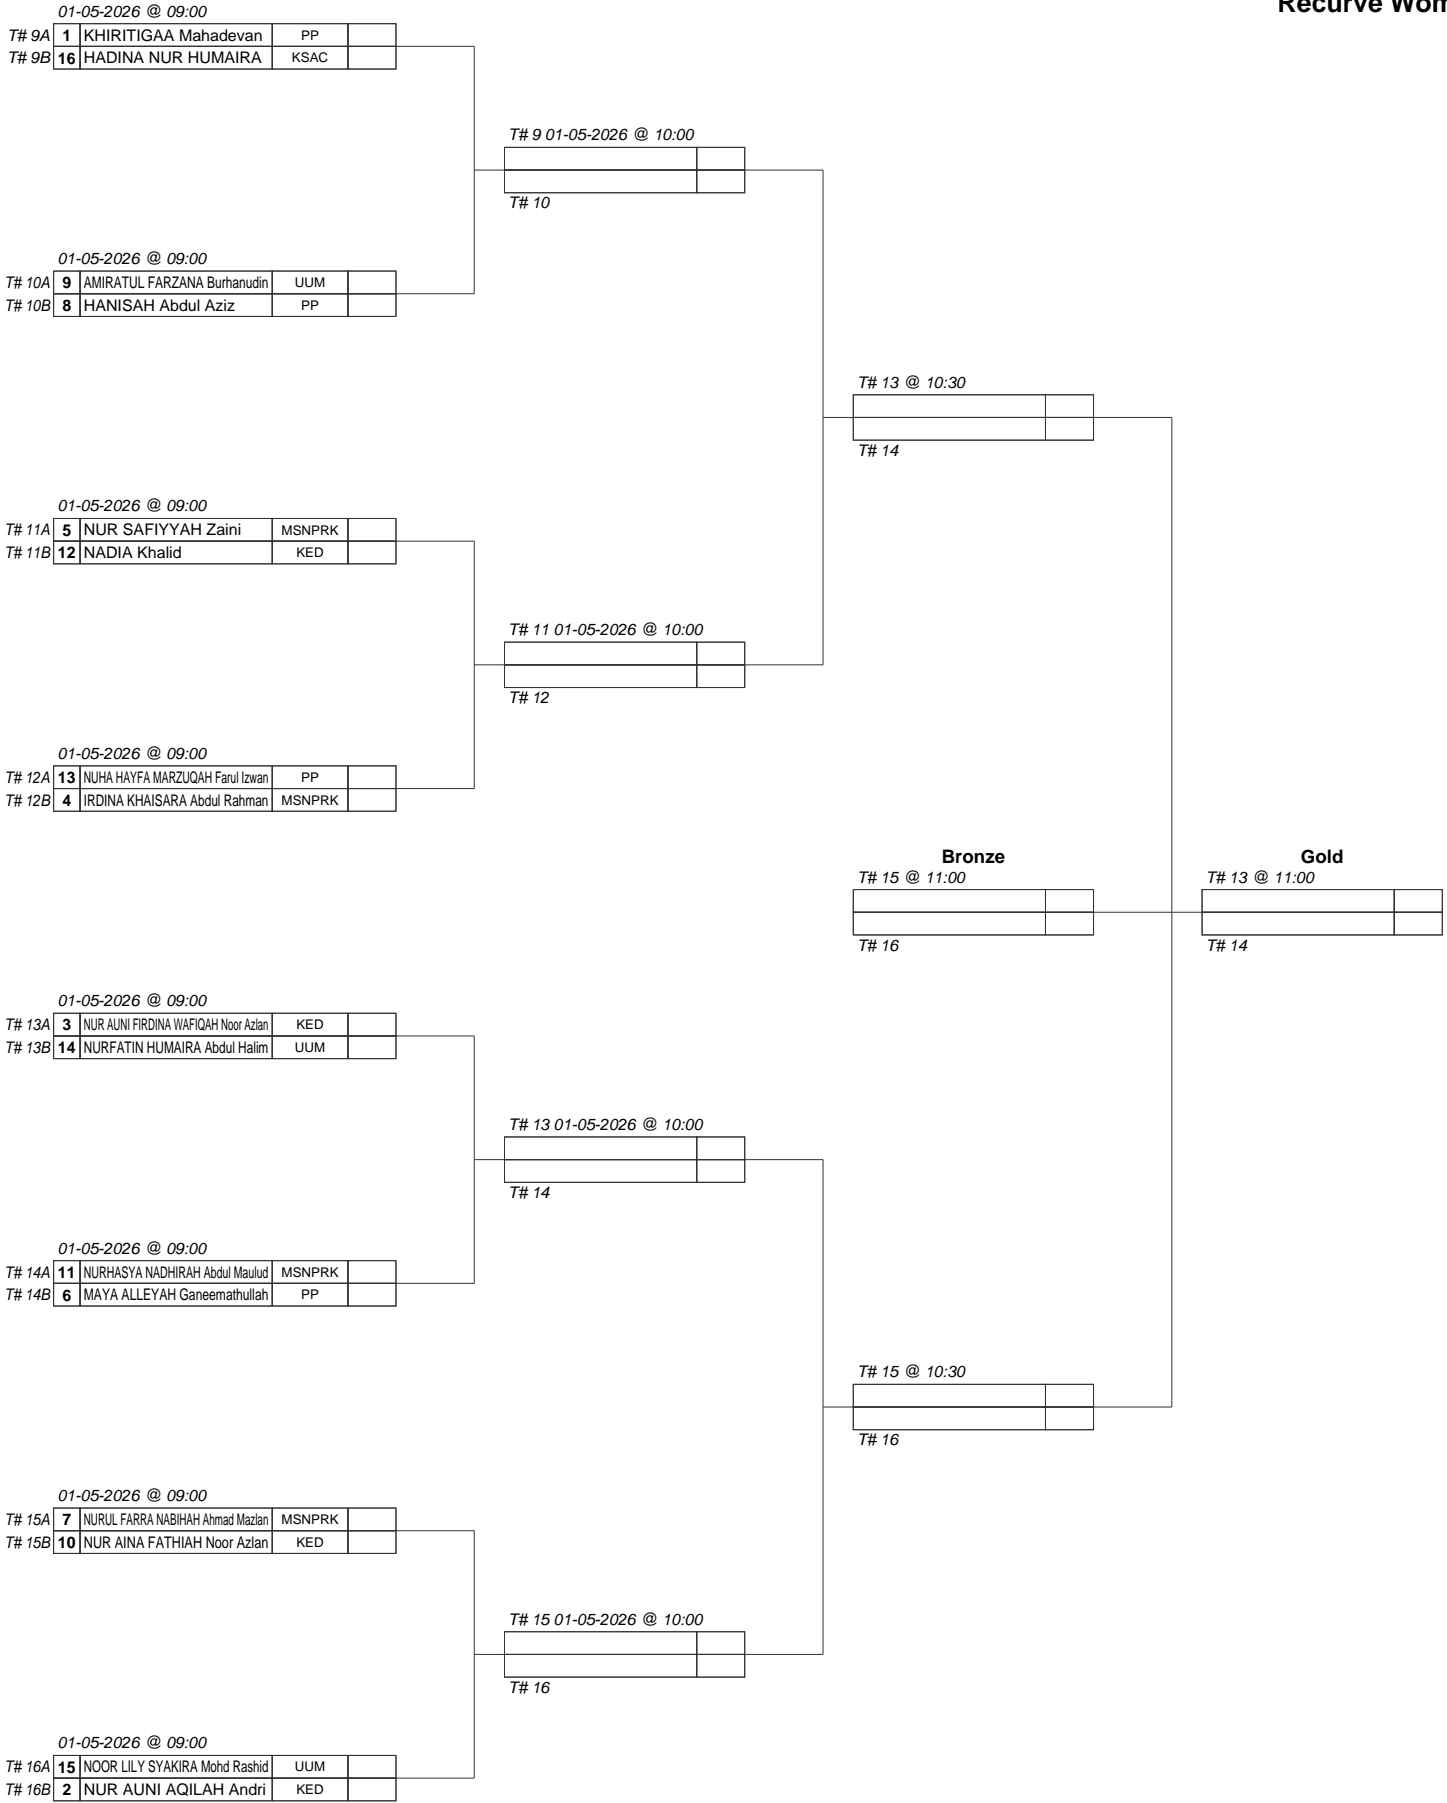 Recurve Wom
01-05-2026 @ 09:00
T# 9A 1 KHIRITIGAA Mahadevan PP
T# 9B 16 HADINA NUR HUMAIRA KSAC
T# 9 01-05-2026 @ 10:00
T# 10
01-05-2026 @ 09:00
T# 10A 9 AMIRATUL FARZANA Burhanudin UUM
T# 10B 8 HANISAH Abdul Aziz PP
T# 13 @ 10:30
T# 14
01-05-2026 @ 09:00
T# 11A 5 NUR SAFIYYAH Zaini MSNPRK
T# 11B 12 NADIA Khalid KED
T# 11 01-05-2026 @ 10:00
T# 12
01-05-2026 @ 09:00
T# 12A 13 NUHA HAYFA MARZUQAH Farul Izwan PP
T# 12B 4 IRDINA KHAISARA Abdul Rahman MSNPRK
Bronze
T# 15 @ 11:00
T# 16
Gold
T# 13 @ 11:00
T# 14
01-05-2026 @ 09:00
T# 13A 3 NUR AUNI FIRDINA WAFIQAH Noor Azlan KED
T# 13B 14 NURFATIN HUMAIRA Abdul Halim UUM
T# 13 01-05-2026 @ 10:00
T# 14
01-05-2026 @ 09:00
T# 14A 11 NURHASYA NADHIRAH Abdul Maulud MSNPRK
T# 14B 6 MAYA ALLEYAH Ganeemathullah PP
T# 15 @ 10:30
T# 16
01-05-2026 @ 09:00
T# 15A 7 NURUL FARRA NABIHAH Ahmad Mazlan MSNPRK
T# 15B 10 NUR AINA FATHIAH Noor Azlan KED
T# 15 01-05-2026 @ 10:00
T# 16
01-05-2026 @ 09:00
T# 16A 15 NOOR LILY SYAKIRA Mohd Rashid UUM
T# 16B 2 NUR AUNI AQILAH Andri KED